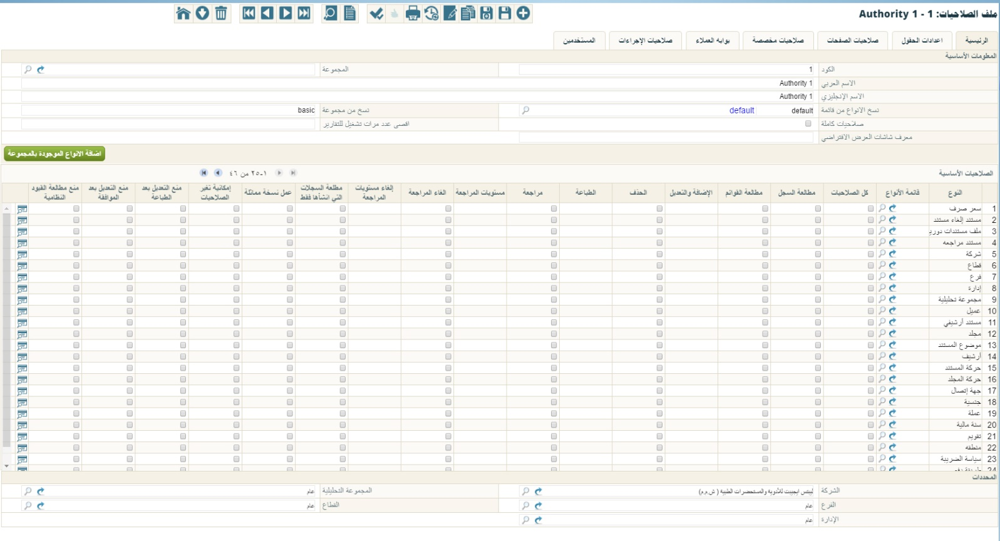 ملف الصلاحيات: 1 - Authority 1
الرئيسية
اعدادات الحقول
صلاحيات الصفحات
صلاحيات مخصصة
بوابه العملاء
صلاحيات الإجراءات
المستخدمين
المعلومات الأساسية
الكود 1 المجموعة
الاسم العربي Authority 1
الاسم الإنجليزي Authority 1
نسخ الانواع من قائمة default default نسخ من مجموعة basic
صلاحيات كاملة اقصى عدد مرات تشغيل للتقارير
معرف شاشات العرض الافتراضي
اضافة الانواع الموجودة بالمجموعة
الصلاحيات الأساسية ١-٢٥ من ٤٦
النوع
قائمة الأنواع
كل الصلاحيات
مطالعة السجل
مطالعة القوائم
الإضافة والتعديل
الحذف
الطباعة
مراجعة
مستويات المراجعة
الغاء المراجعة
إلغاء مستويات المراجعة
مطلعة السجلات التي انشأها فقط
عمل نسخة مماثلة
إمكانية تغير الصلاحيات
منع التعديل بعد الطباعة
منع التعديل بعد الموافقة
منع مطالعة القيود النظامية
1 سعر صرف
2 مستند إلغاء مستند
3 ملف مستندات دوري
4 مستند مراجعه
5 شركة
6 قطاع
7 فرع
8 إدارة
9 مجموعة تحليلية
10 عميل
11 مستند أرشيفي
12 مجلد
13 موضوع المستند
14 أرشيف
15 حركة المستند
16 حركة المجلد
17 جهة إتصال
18 جنسية
19 عملة
20 سنة مالية
21 تقويم
22 منطقه
23 سياسة الضريبة
24
المحددات
الشركة ليبتس ايجيبت للأدوية والمستحضرات الطبية ( ش.م.م) المجموعة التحليلية عام
الفرع عام القطاع عام
الإدارة عام